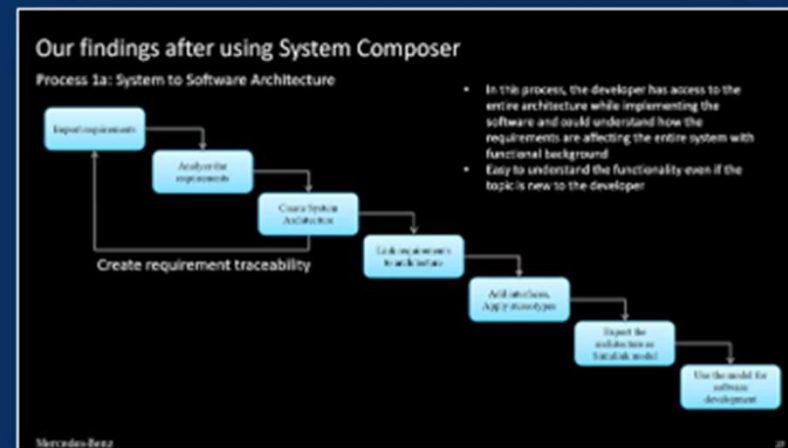 Our findings after using System Composer
Process 1a: System to Software Architecture
• In this process, the developer has access to the
entire architecture while implementing the
software and could understand how the
requirements are affecting the entire system with
functional background
• Easy to understand the functionality even if the
topic is new to the developer
Import requirements
Analyze the
requirements
Create System
Architecture
Link requirements
to architecture
Add interfaces,
Apply stereotypes
Export the
architecture as
Simulink model
Use the model for
software
development
Create requirement traceability
Mercedes-Benz